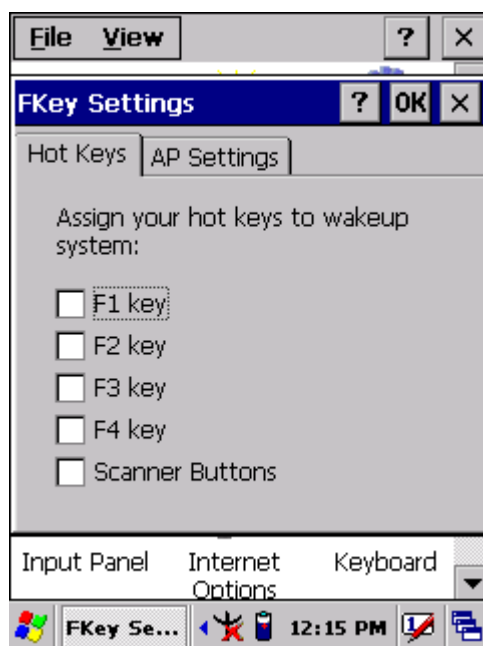 File View ? ×
FKey Settings ? OK ×
Hot Keys AP Settings
Assign your hot keys to wakeup
system:
F1 key
F2 key
F3 key
F4 key
Scanner Buttons
Input Panel Internet Keyboard
Options
FKey Se... 12:15 PM